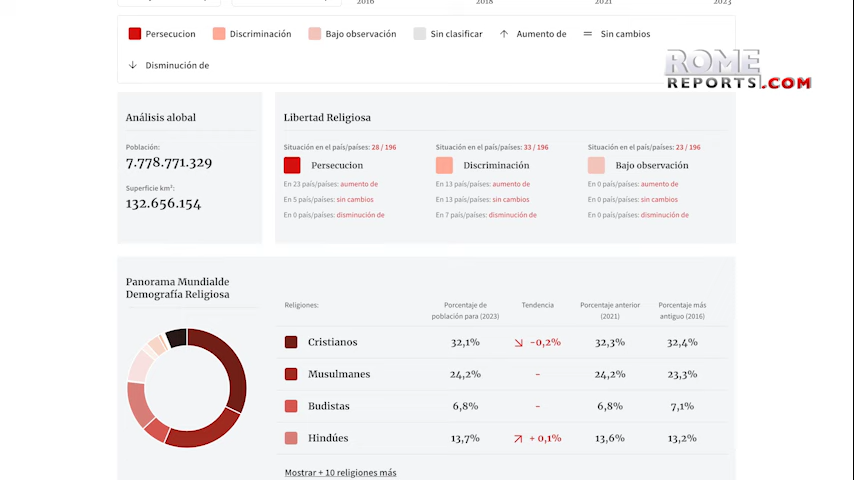 2016 2018 2021 2023
Persecucion Discriminación Bajo observación Sin clasificar Aumento de Sin cambios
Disminución de
ROME
REPORTS.COM
Análisis alobal
Población:
7.778.771.329
Superficie km²:
132.656.154
Libertad Religiosa
Situación en el país/países: 28 / 196
Persecucion
En 23 país/países: aumento de
En 5 país/países: sin cambios
En 0 país/países: disminución de
Situación en el país/países: 33 / 196
Discriminación
En 13 país/países: aumento de
En 13 país/países: sin cambios
En 7 país/países: disminución de
Situación en el país/países: 23 / 196
Bajo observación
En 0 país/países: aumento de
En 0 país/países: sin cambios
En 0 país/países: disminución de
Panorama Mundialde
Demografía Religiosa
Religiones: Porcentaje de población para (2023) Tendencia Porcentaje anterior (2021) Porcentaje más antiguo (2016)
Cristianos 32,1% -0,2% 32,3% 32,4%
Musulmanes 24,2% - 24,2% 23,3%
Budistas 6,8% - 6,8% 7,1%
Hindúes 13,7% + 0,1% 13,6% 13,2%
Mostrar + 10 religiones más